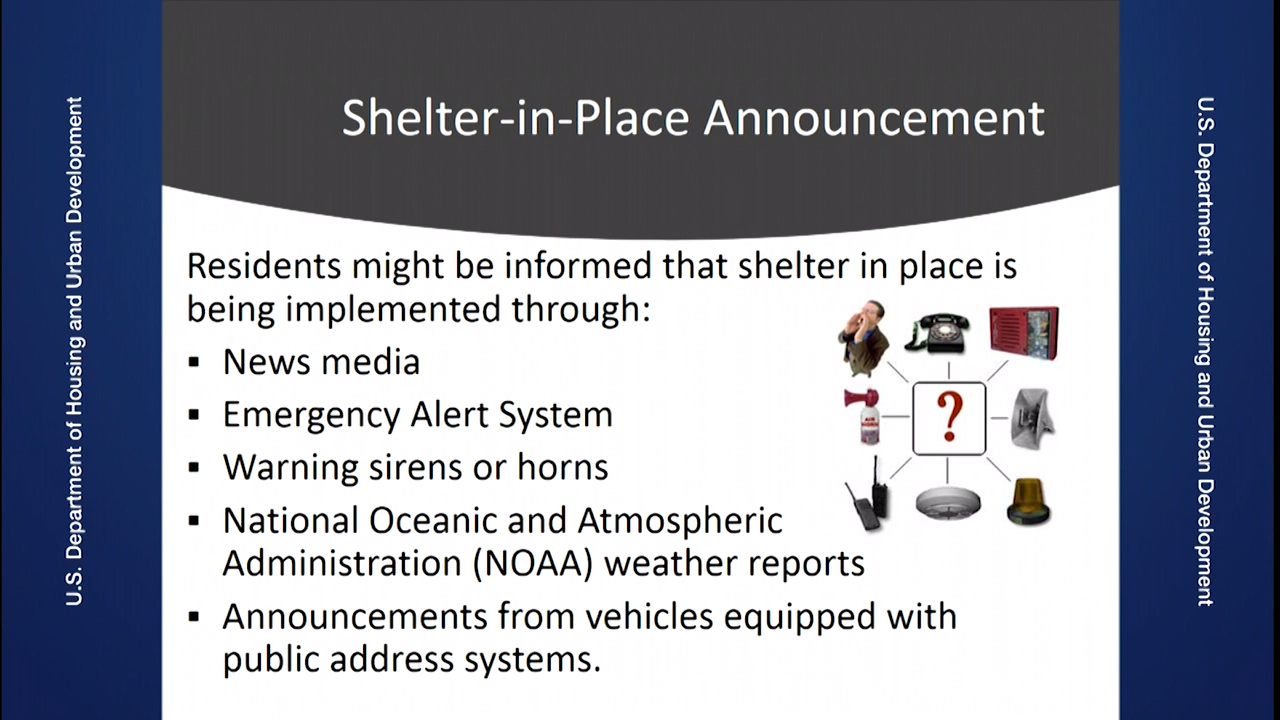 U.S. Department of Housing and Urban Development
Shelter-in-Place Announcement
Residents might be informed that shelter in place is
being implemented through:
▪ News media
▪ Emergency Alert System
▪ Warning sirens or horns
▪ National Oceanic and Atmospheric
Administration (NOAA) weather reports
▪ Announcements from vehicles equipped with
public address systems.
?
U.S. Department of Housing and Urban Development